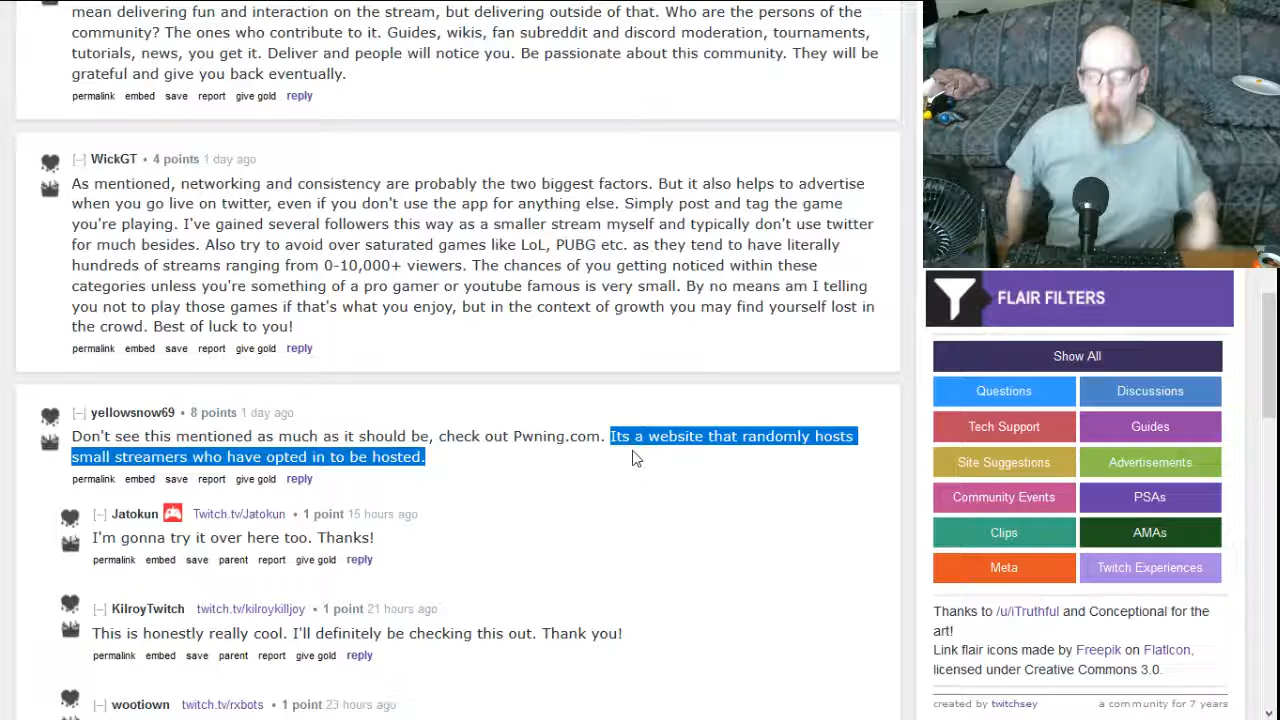 mean delivering fun and interaction on the stream, but delivering outside of that. Who are the persons of the
community? The ones who contribute to it. Guides, wikis, fan subreddit and discord moderation, tournaments,
tutorials, news, you get it. Deliver and people will notice you. Be passionate about this community. They will be
grateful and give you back eventually.
permalink embed save report give gold reply
[–] WickGT • 4 points 1 day ago
As mentioned, networking and consistency are probably the two biggest factors. But it also helps to advertise
when you go live on twitter, even if you don't use the app for anything else. Simply post and tag the game
you're playing. I've gained several followers this way as a smaller stream myself and typically don't use twitter
for much besides. Also try to avoid over saturated games like LoL, PUBG etc. as they tend to have literally
hundreds of streams ranging from 0-10,000+ viewers. The chances of you getting noticed within these
categories unless you're something of a pro gamer or youtube famous is very small. By no means am I telling
you not to play those games if that's what you enjoy, but in the context of growth you may find yourself lost in
the crowd. Best of luck to you!
permalink embed save report give gold reply
[–] yellowsnow69 • 8 points 1 day ago
Don't see this mentioned as much as it should be, check out Pwning.com. Its a website that randomly hosts
small streamers who have opted in to be hosted.
permalink embed save report give gold reply
[–] Jatokun Twitch.tv/Jatokun • 1 point 15 hours ago
I'm gonna try it over here too. Thanks!
permalink embed save parent report give gold reply
[–] KilroyTwitch twitch.tv/kilroykilljoy • 1 point 21 hours ago
This is honestly really cool. I'll definitely be checking this out. Thank you!
permalink embed save parent report give gold reply
[–] wootiown twitch.tv/rxbots • 1 point 23 hours ago
FLAIR FILTERS
Show All
Questions Discussions
Tech Support Guides
Site Suggestions Advertisements
Community Events PSAs
Clips AMAs
Meta Twitch Experiences
Thanks to /u/iTruthful and Conceptional for the
art!
Link flair icons made by Freepik on FlatIcon,
licensed under Creative Commons 3.0.
created by twitchsey a community for 7 years